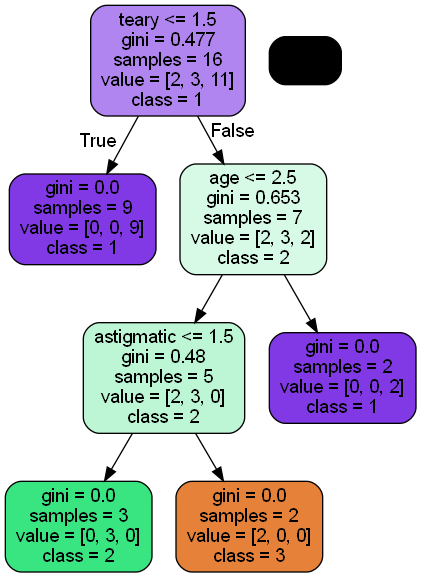 teary <= 1.5
gini = 0.477
samples = 16
value = [2, 3, 11]
class = 1
True
False
gini = 0.0
samples = 9
value = [0, 0, 9]
class = 1
age <= 2.5
gini = 0.653
samples = 7
value = [2, 3, 2]
class = 2
astigmatic <= 1.5
gini = 0.48
samples = 5
value = [2, 3, 0]
class = 2
gini = 0.0
samples = 2
value = [0, 0, 2]
class = 1
gini = 0.0
samples = 3
value = [0, 3, 0]
class = 2
gini = 0.0
samples = 2
value = [2, 0, 0]
class = 3